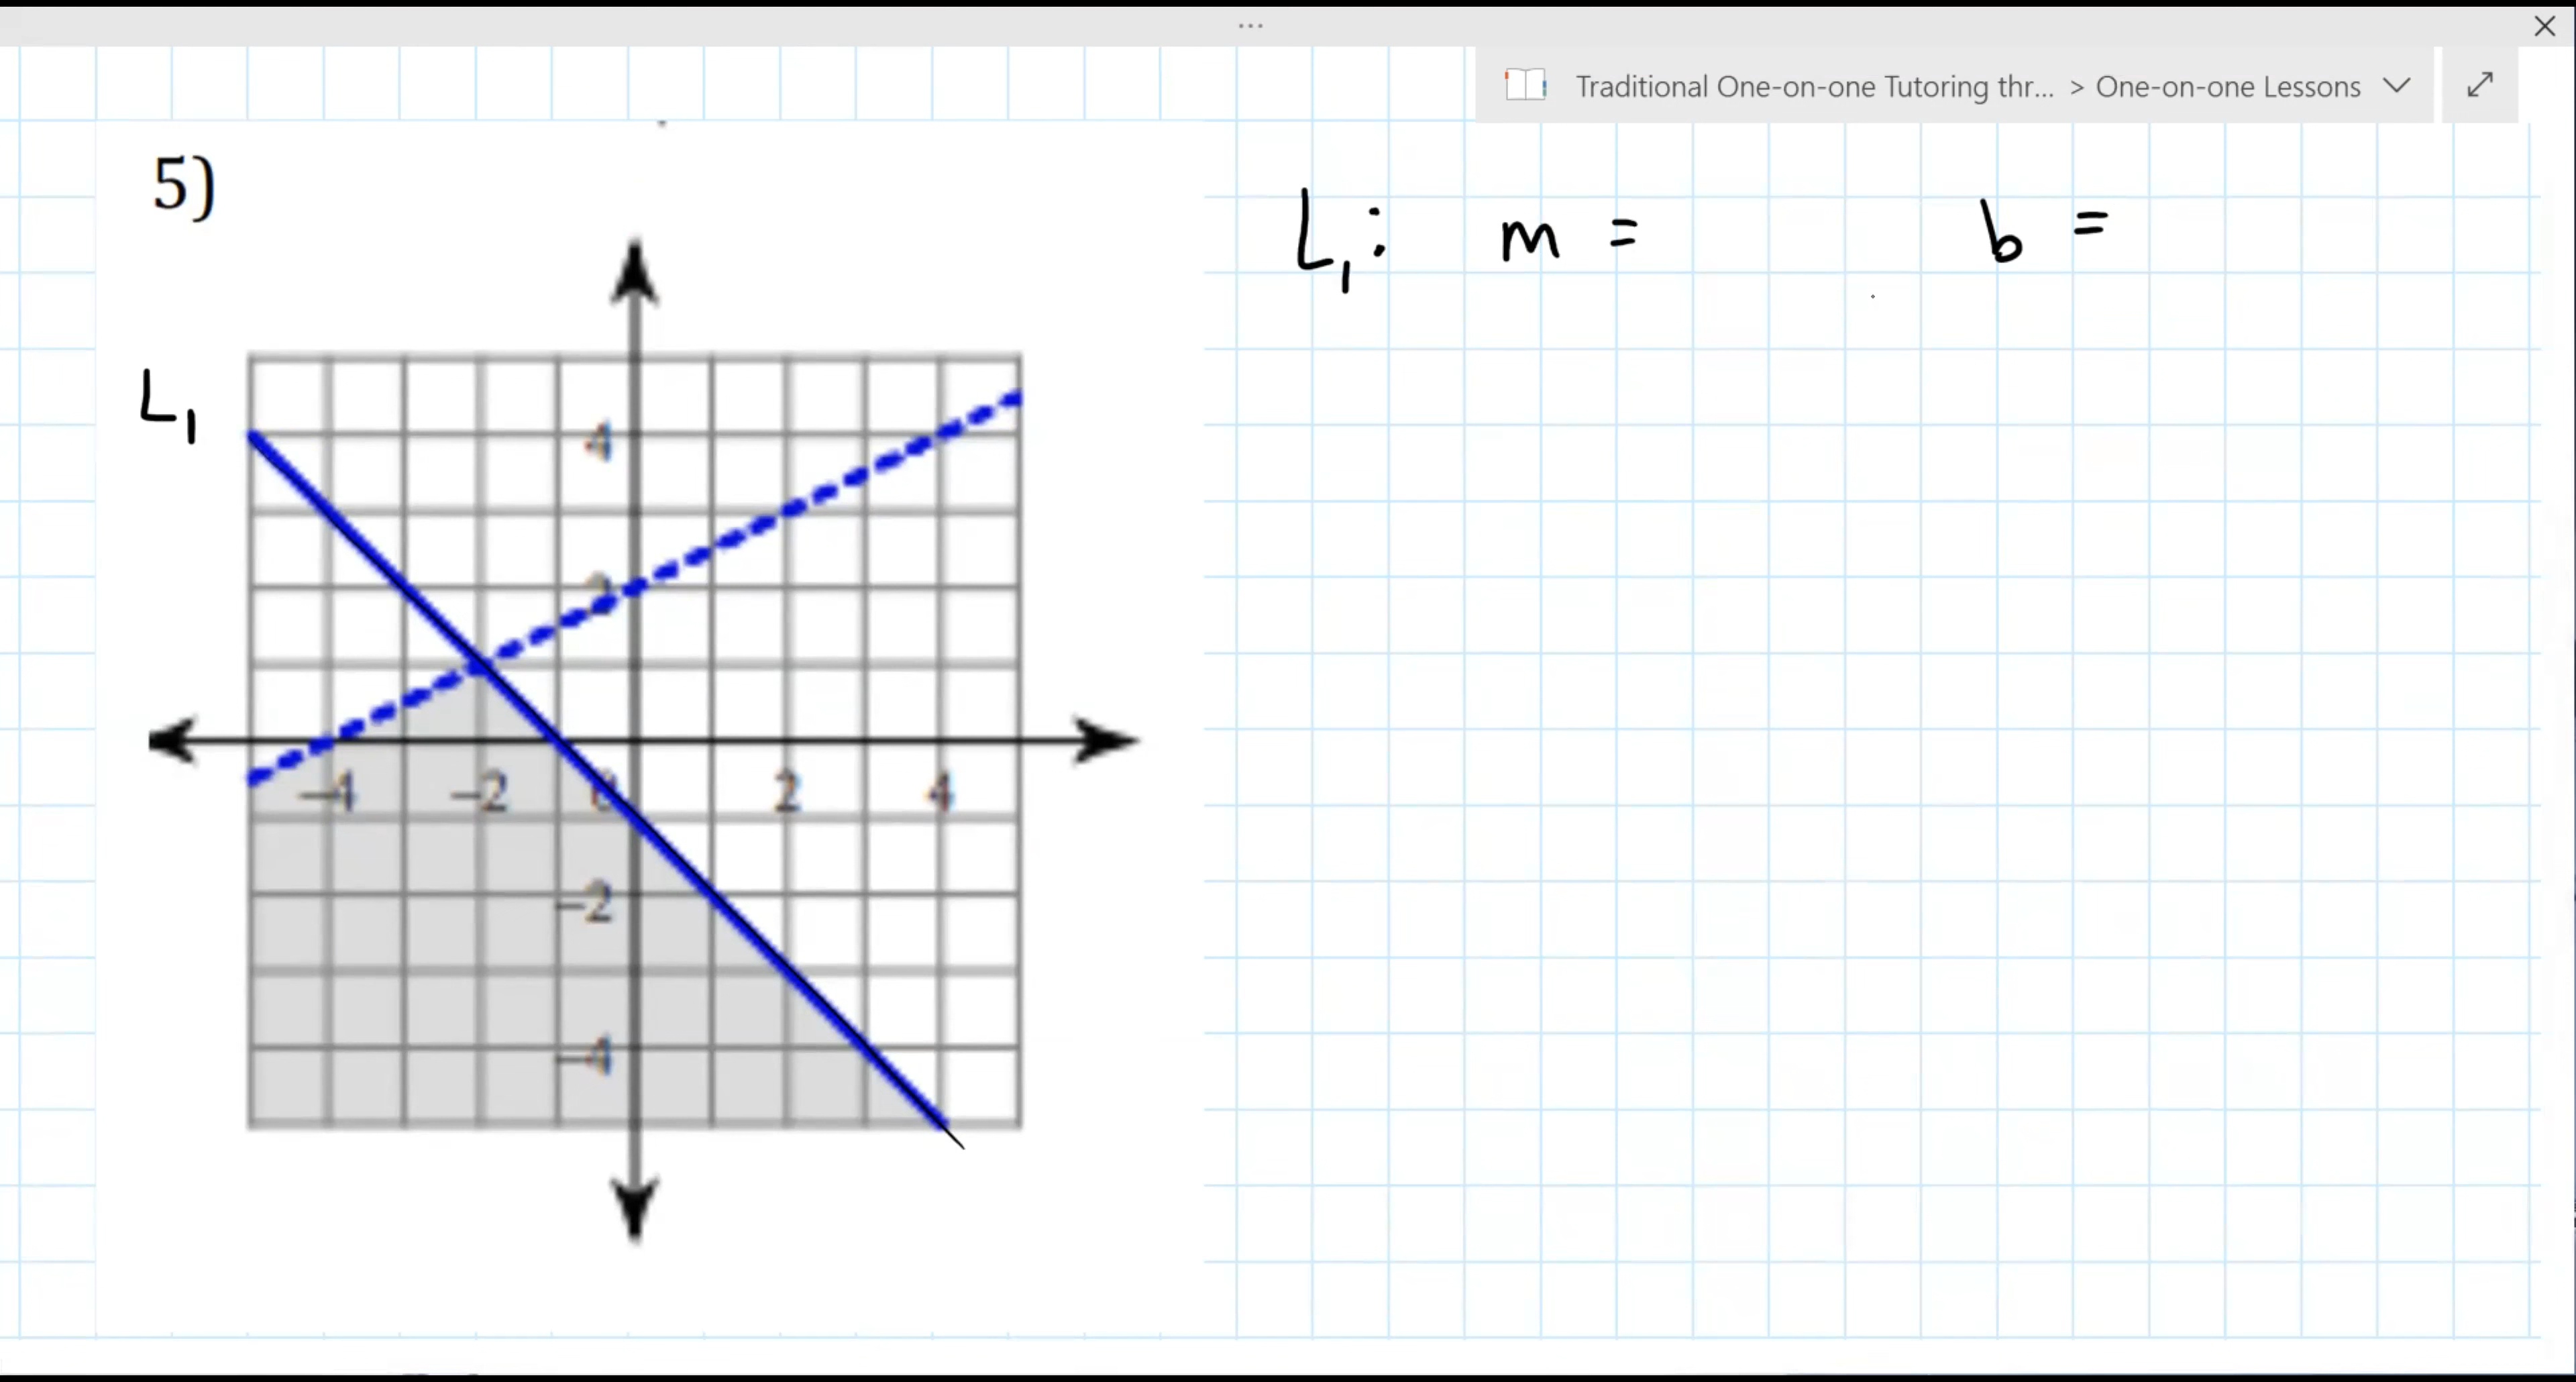 ...
Traditional One-on-one Tutoring thr... > One-on-one Lessons
5)
L₁: m = b =
L₁
4
2
−4 −2 0 2 4
−2
−4